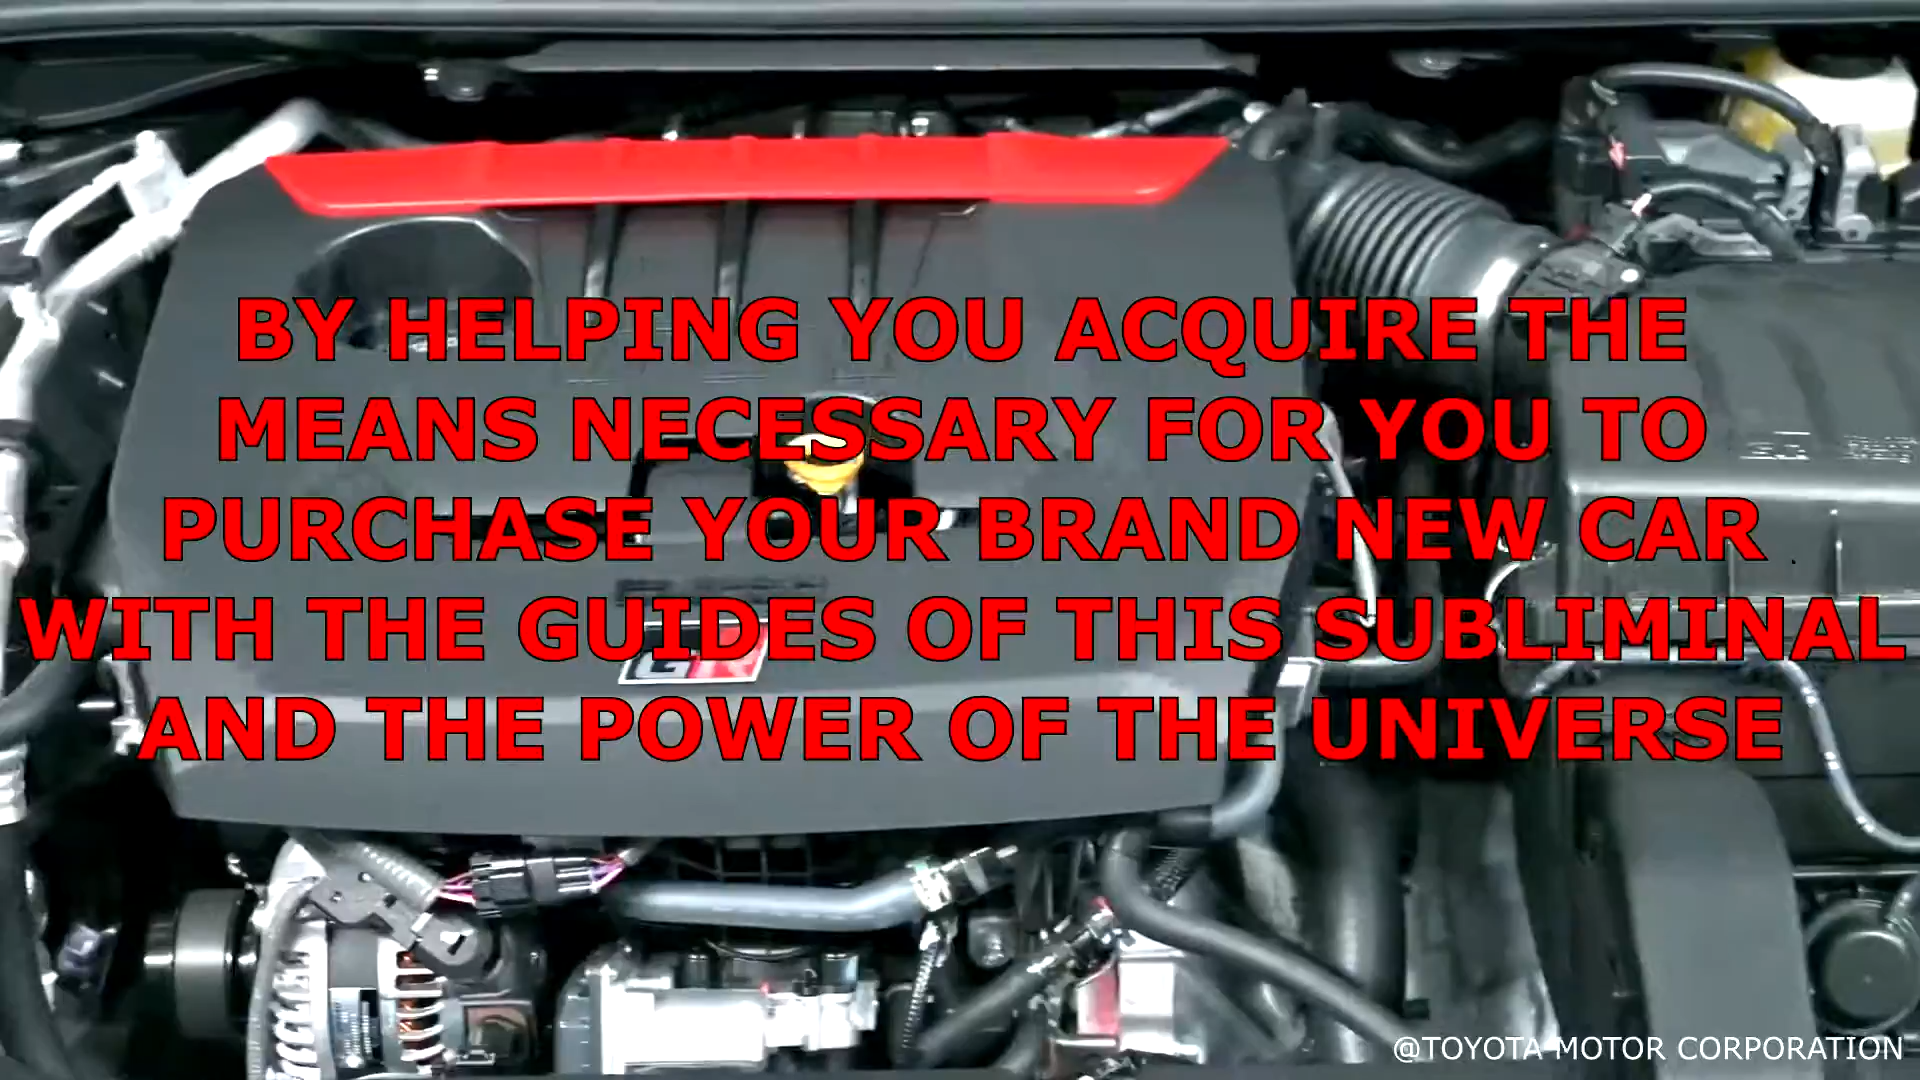 BY HELPING YOU ACQUIRE THE
MEANS NECESSARY FOR YOU TO
PURCHASE YOUR BRAND NEW CAR
WITH THE GUIDES OF THIS SUBLIMINAL
AND THE POWER OF THE UNIVERSE
GR
@TOYOTA MOTOR CORPORATION